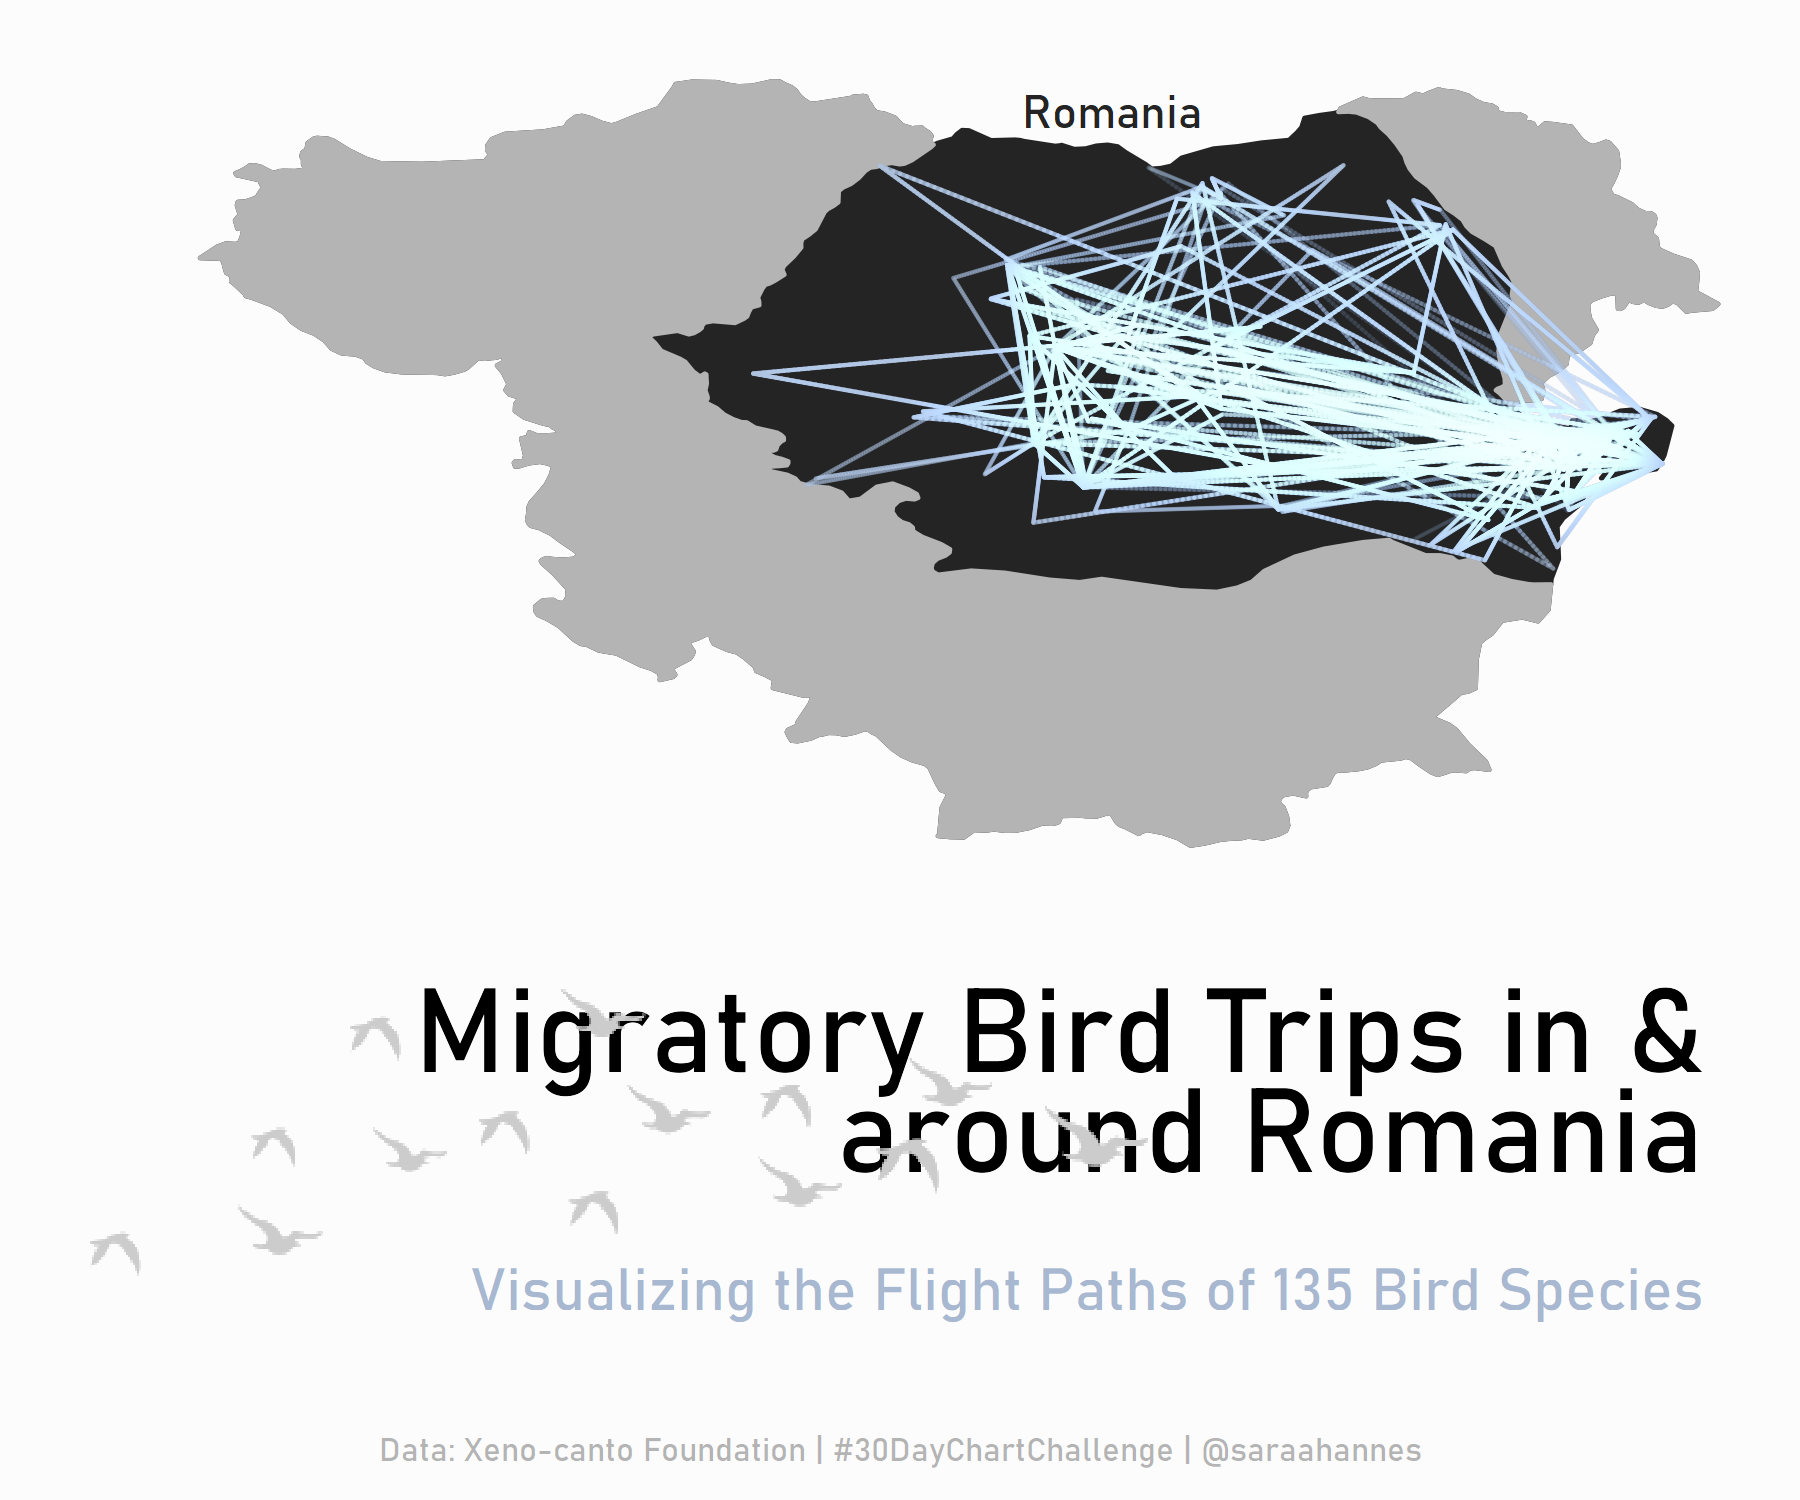 Romania
Migratory Bird Trips in &
around Romania
Visualizing the Flight Paths of 135 Bird Species
Data: Xeno-canto Foundation | #30DayChartChallenge | @saraahannes